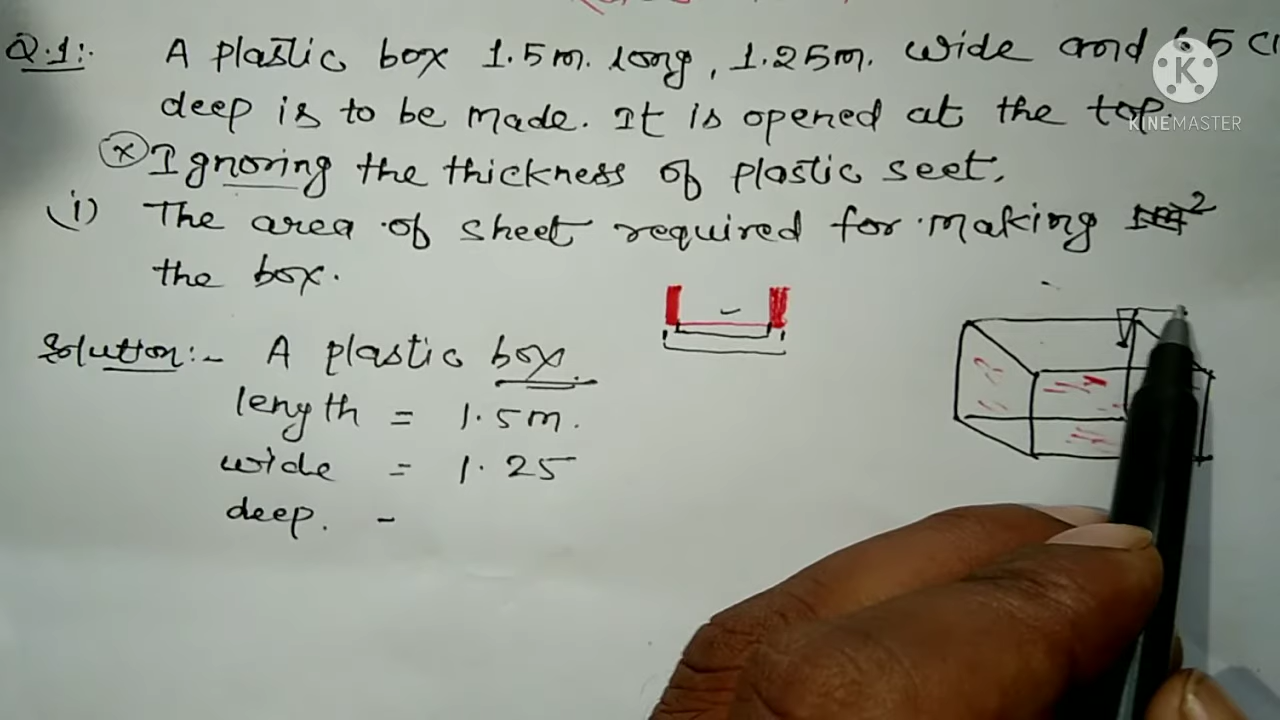 Q.1:. A plastic box 1.5m. long, 1.25m. wide and 65 c
deep is to be made. It is opened at the top.
KINEMASTER
(x) Ignoring the thickness of plastic seet.
(i) The area of sheet required for making
the box.
Solution:- A plastic box.
length = 1.5m.
wide = 1.25
deep. -